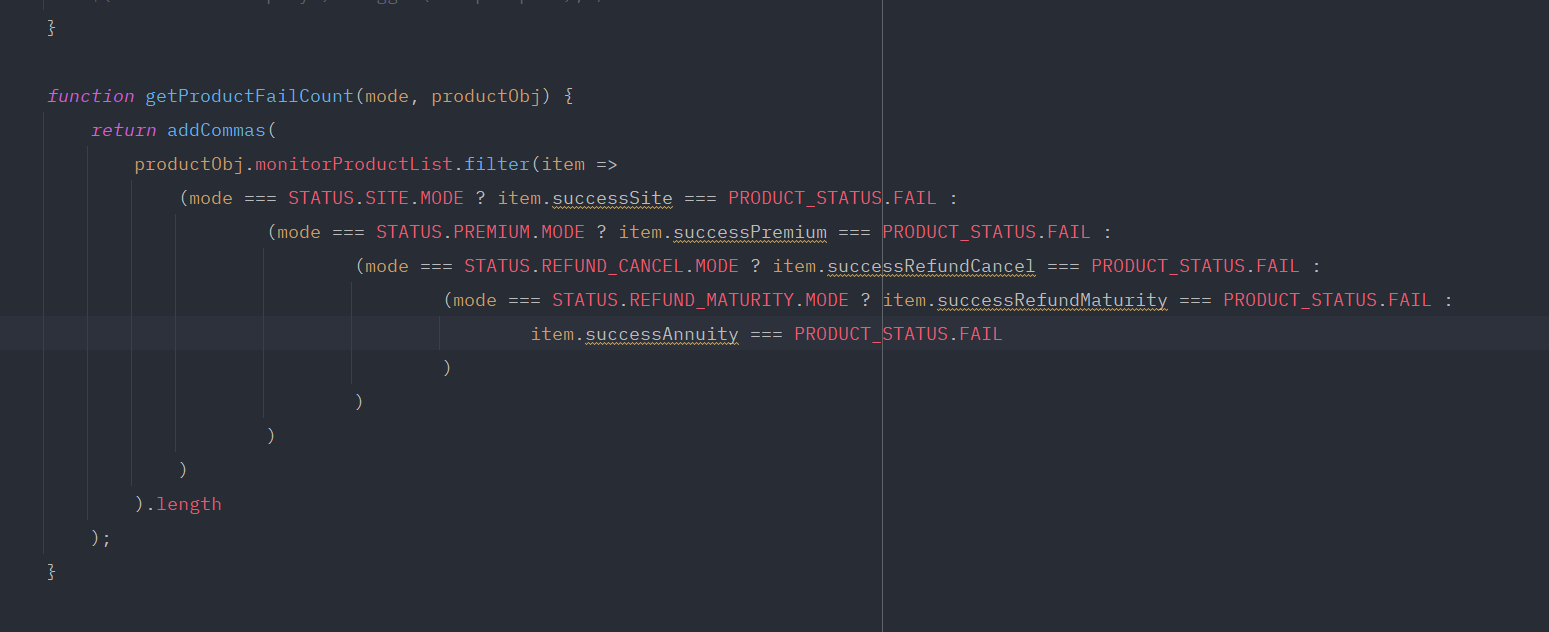 }
function getProductFailCount(mode, productObj) {
return addCommas(
productObj.monitorProductList.filter(item =>
(mode === STATUS.SITE.MODE ? item.successSite === PRODUCT_STATUS.FAIL :
(mode === STATUS.PREMIUM.MODE ? item.successPremium === PRODUCT_STATUS.FAIL :
(mode === STATUS.REFUND_CANCEL.MODE ? item.successRefundCancel === PRODUCT_STATUS.FAIL :
(mode === STATUS.REFUND_MATURITY.MODE ? item.successRefundMaturity === PRODUCT_STATUS.FAIL :
item.successAnnuity === PRODUCT_STATUS.FAIL
)
)
)
)
).length
);
}